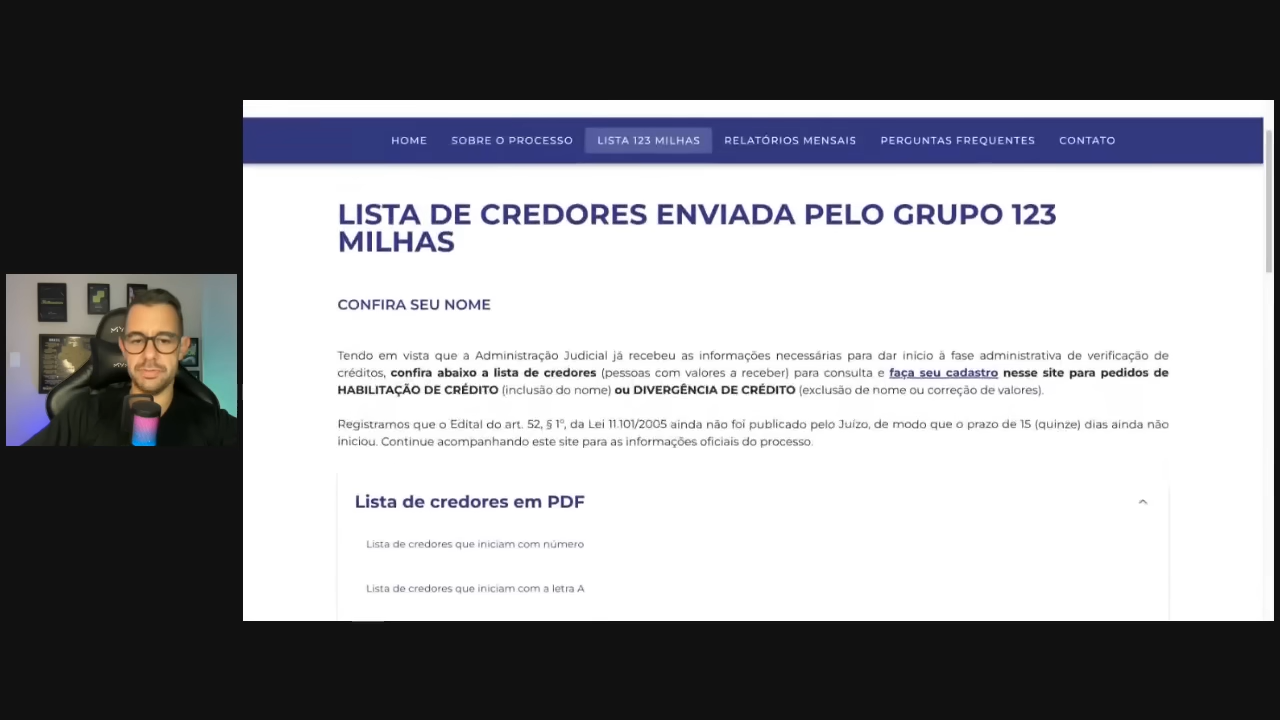 HOME SOBRE O PROCESSO LISTA 123 MILHAS RELATÓRIOS MENSAIS PERGUNTAS FREQUENTES CONTATO
LISTA DE CREDORES ENVIADA PELO GRUPO 123
MILHAS
CONFIRA SEU NOME
Tendo em vista que a Administração Judicial já recebeu as informações necessárias para dar início à fase administrativa de verificação de
créditos, confira abaixo a lista de credores (pessoas com valores a receber) para consulta e faça seu cadastro nesse site para pedidos de
HABILITAÇÃO DE CRÉDITO (inclusão do nome) ou DIVERGÊNCIA DE CRÉDITO (exclusão de nome ou correção de valores).
Registramos que o Edital do art. 52, § 1º, da Lei 11.101/2005 ainda não foi publicado pelo Juízo, de modo que o prazo de 15 (quinze) dias ainda não
iniciou. Continue acompanhando este site para as informações oficiais do processo.
Lista de credores em PDF
Lista de credores que iniciam com número
Lista de credores que iniciam com a letra A